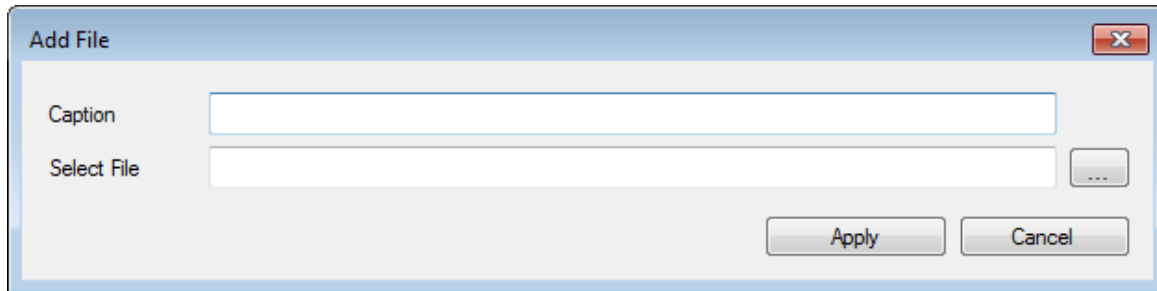 Add File
Caption
Select File
...
Apply
Cancel